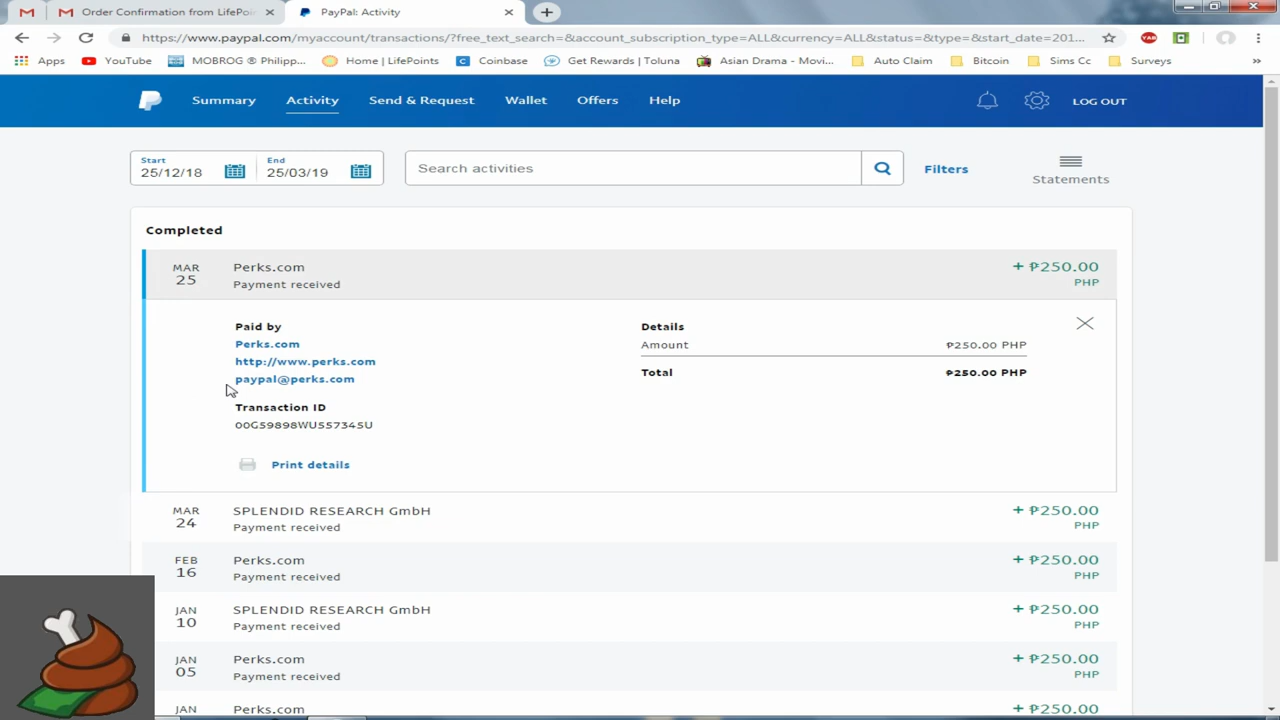 Order Confirmation from LifePoi
PayPal: Activity
https://www.paypal.com/myaccount/transactions/?free_text_search=&account_subscription_type=ALL&currency=ALL&status=&type=&start_date=201...
Apps
YouTube
MOBROG ® Philipp...
Home | LifePoints
Coinbase
Get Rewards | Toluna
Asian Drama - Movi...
Auto Claim
Bitcoin
Sims Cc
Surveys
»
Summary
Activity
Send & Request
Wallet
Offers
Help
LOG OUT
Start
25/12/18
End
25/03/19
Search activities
Filters
Statements
Completed
MAR
25
Perks.com
Payment received
+ ₱250.00
PHP
Paid by
Perks.com
http://www.perks.com
paypal@perks.com
Transaction ID
00G59898WU557345U
Print details
Details
Amount
₱250.00 PHP
Total
₱250.00 PHP
MAR
24
SPLENDID RESEARCH GmbH
Payment received
+ ₱250.00
PHP
FEB
16
Perks.com
Payment received
+ ₱250.00
PHP
JAN
10
SPLENDID RESEARCH GmbH
Payment received
+ ₱250.00
PHP
JAN
05
Perks.com
Payment received
+ ₱250.00
PHP
JAN
Perks.com
+ ₱250.00